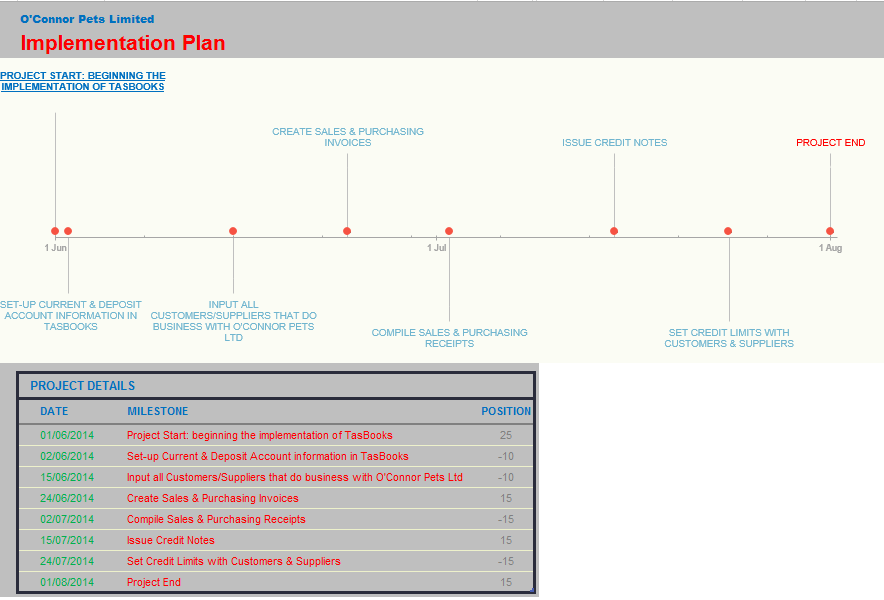 O'Connor Pets Limited
Implementation Plan
PROJECT START: BEGINNING THE
IMPLEMENTATION OF TASBOOKS
CREATE SALES & PURCHASING
INVOICES
ISSUE CREDIT NOTES
PROJECT END
1 Jun
1 Jul
1 Aug
SET-UP CURRENT & DEPOSIT
ACCOUNT INFORMATION IN
TASBOOKS
INPUT ALL
CUSTOMERS/SUPPLIERS THAT DO
BUSINESS WITH O'CONNOR PETS
LTD
COMPILE SALES & PURCHASING
RECEIPTS
SET CREDIT LIMITS WITH
CUSTOMERS & SUPPLIERS
PROJECT DETAILS
DATE MILESTONE POSITION
01/06/2014 Project Start: beginning the implementation of TasBooks 25
02/06/2014 Set-up Current & Deposit Account information in TasBooks -10
15/06/2014 Input all Customers/Suppliers that do business with O'Connor Pets Ltd -10
24/06/2014 Create Sales & Purchasing Invoices 15
02/07/2014 Compile Sales & Purchasing Receipts -15
15/07/2014 Issue Credit Notes 15
24/07/2014 Set Credit Limits with Customers & Suppliers -15
01/08/2014 Project End 15